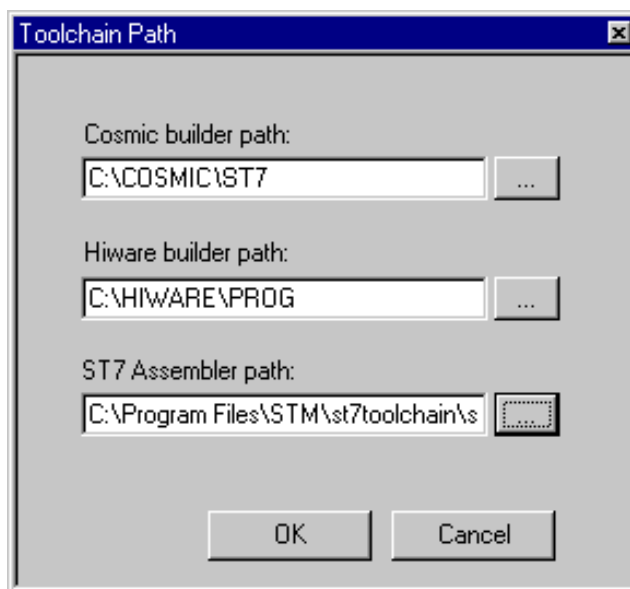 Toolchain Path
Cosmic builder path:
C:\COSMIC\ST7
...
Hiware builder path:
C:\HIWARE\PROG
...
ST7 Assembler path:
C:\Program Files\STM\st7toolchain\s
...
OK
Cancel